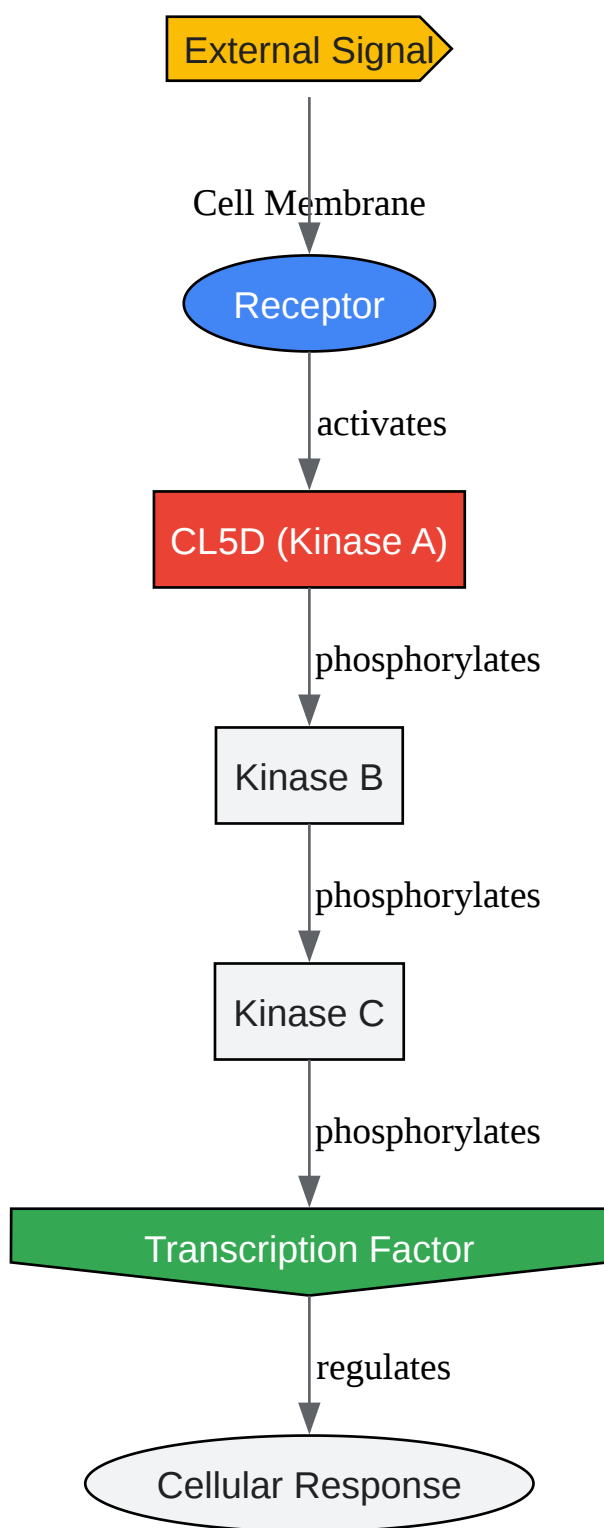 External Signal
Cell Membrane
Receptor
activates
CL5D (Kinase A)
phosphorylates
Kinase B
phosphorylates
Kinase C
phosphorylates
Transcription Factor
regulates
Cellular Response